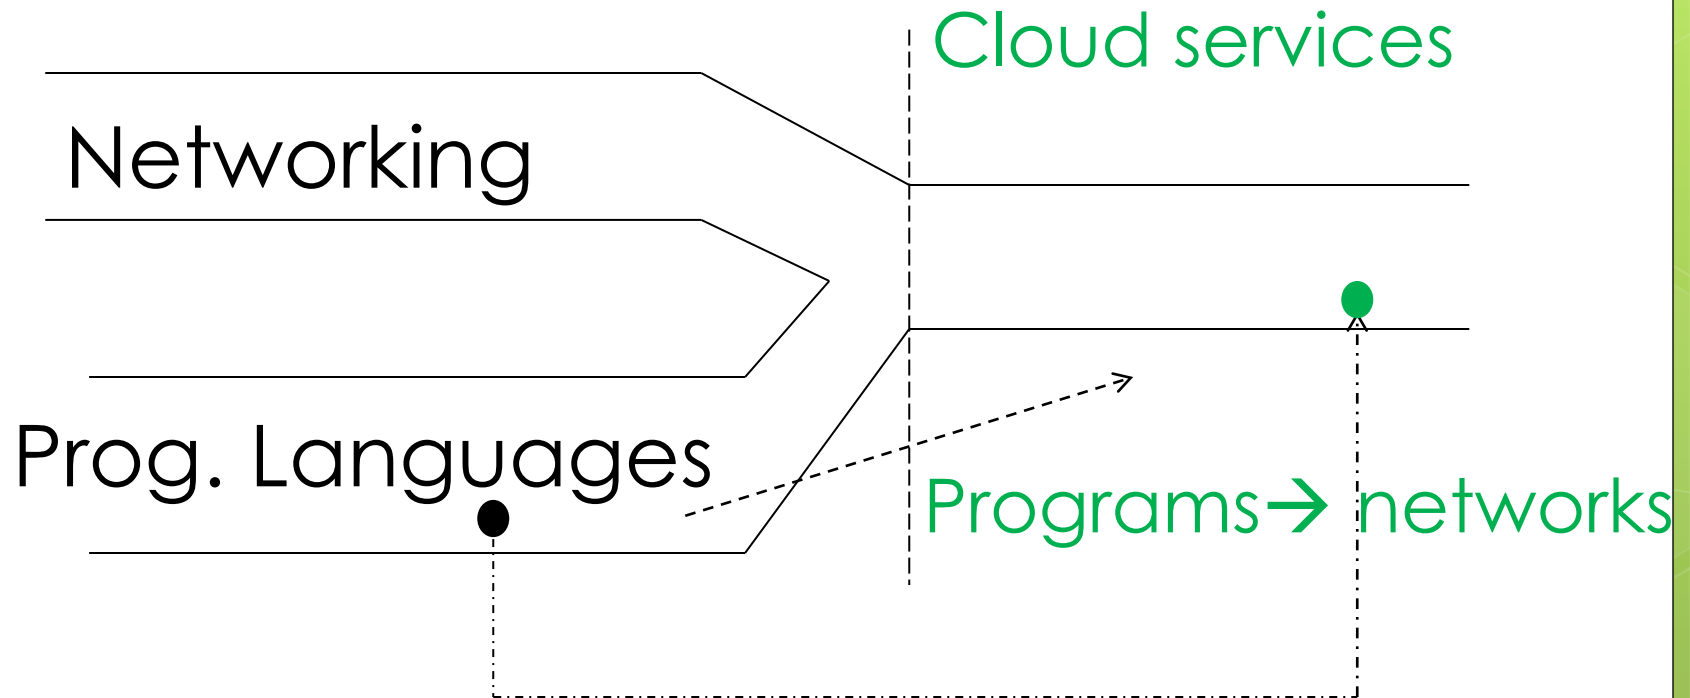 Cloud services
Networking
Prog. Languages
Programs→ networks